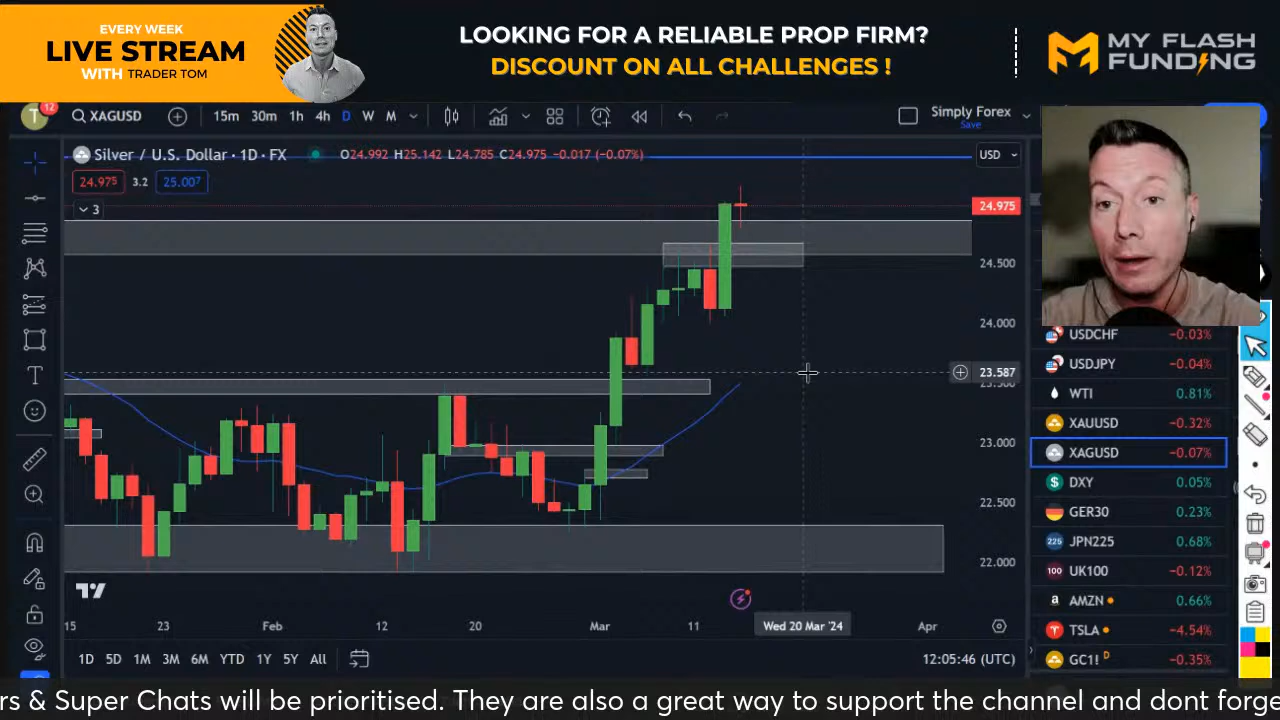 EVERY WEEK
LIVE STREAM
WITH TRADER TOM
LOOKING FOR A RELIABLE PROP FIRM?
DISCOUNT ON ALL CHALLENGES !
MY FLASH
FUNDING
T
12
XAGUSD
15m 30m 1h 4h D W M
Simply Forex
Save
Silver / U.S. Dollar · 1D · FX
O24.992 H25.142 L24.785 C24.975 -0.017 (-0.07%)
USD
24.975 3.2 25.007
3
24.975
24.500
24.000
23.587
23.500
23.000
22.500
22.000
USDCHF -0.03%
USDJPY -0.04%
WTI 0.81%
XAUUSD -0.32%
XAGUSD -0.07%
DXY 0.05%
GER30 0.23%
225 JPN225 0.68%
100 UK100 -0.12%
AMZN 0.66%
TSLA -4.54%
GC1! D -0.35%
15 23 Feb 12 20 Mar 11 Wed 20 Mar '24 Apr
1D 5D 1M 3M 6M YTD 1Y 5Y All
12:05:46 (UTC)
rs & Super Chats will be prioritised. They are also a great way to support the channel and dont forge